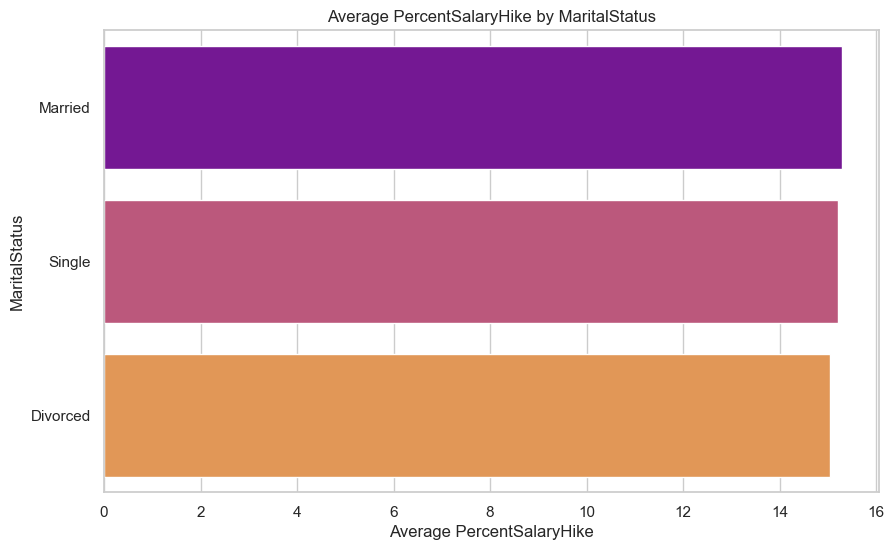 Average PercentSalaryHike by MaritalStatus
MaritalStatus
Married
Single
Divorced
0 2 4 6 8 10 12 14 16
Average PercentSalaryHike